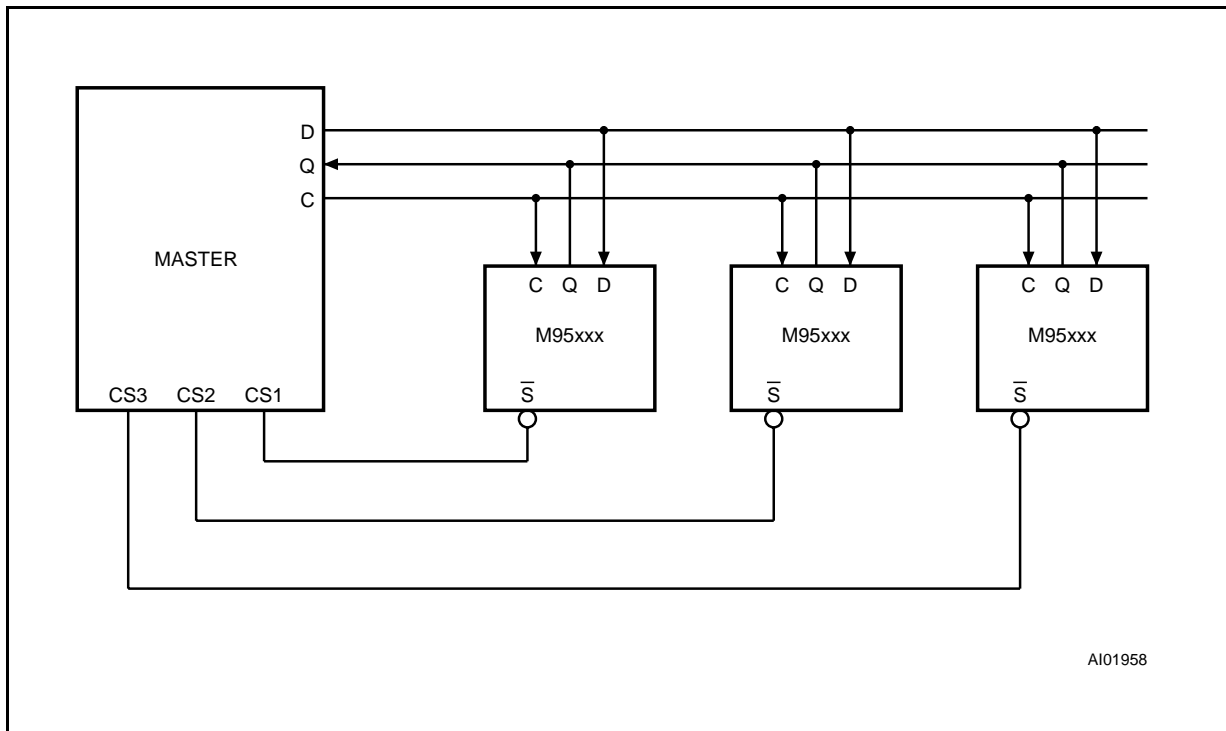 D
Q
C
MASTER
C Q D
C Q D
C Q D
M95xxx
M95xxx
M95xxx
CS3 CS2 CS1
S̅
S̅
S̅
AI01958